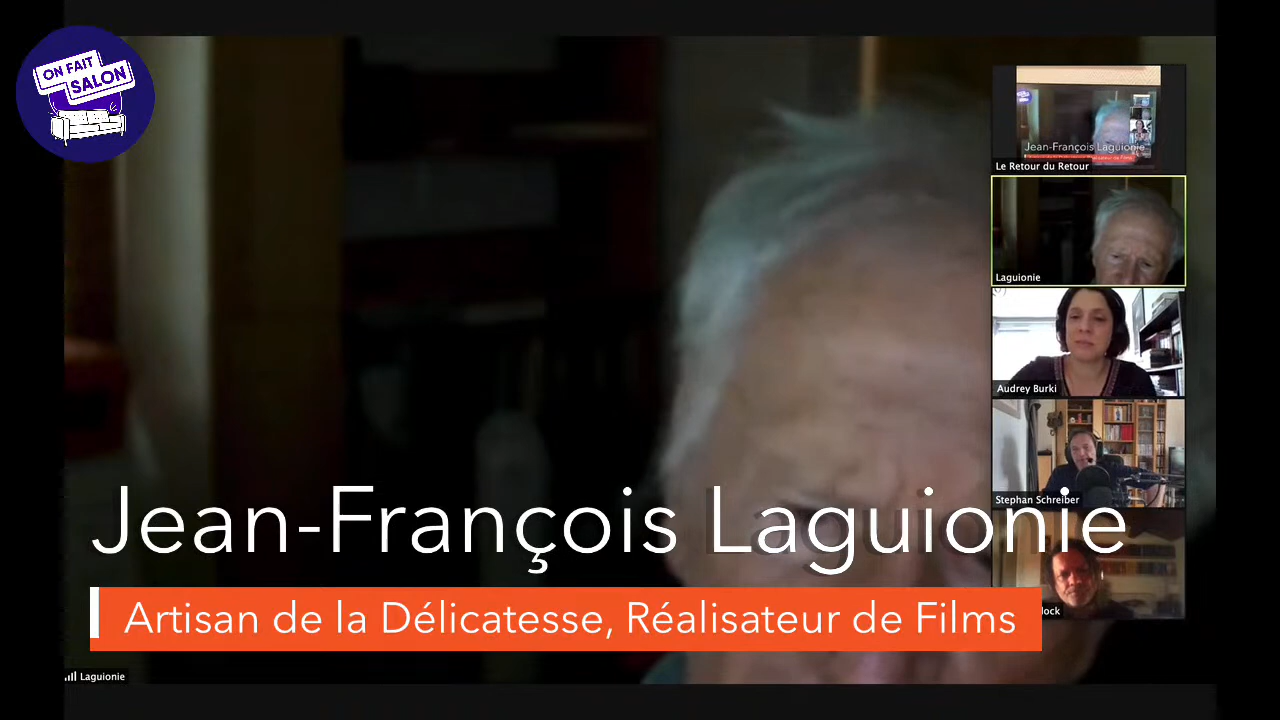 ON FAIT
SALON
Jean-François Laguionie
Le Retour du Retour
Laguionie
Audrey Burki
Stephan Schreiber
Jean-François Laguionie
Artisan de la Délicatesse, Réalisateur de Films
Laguionie